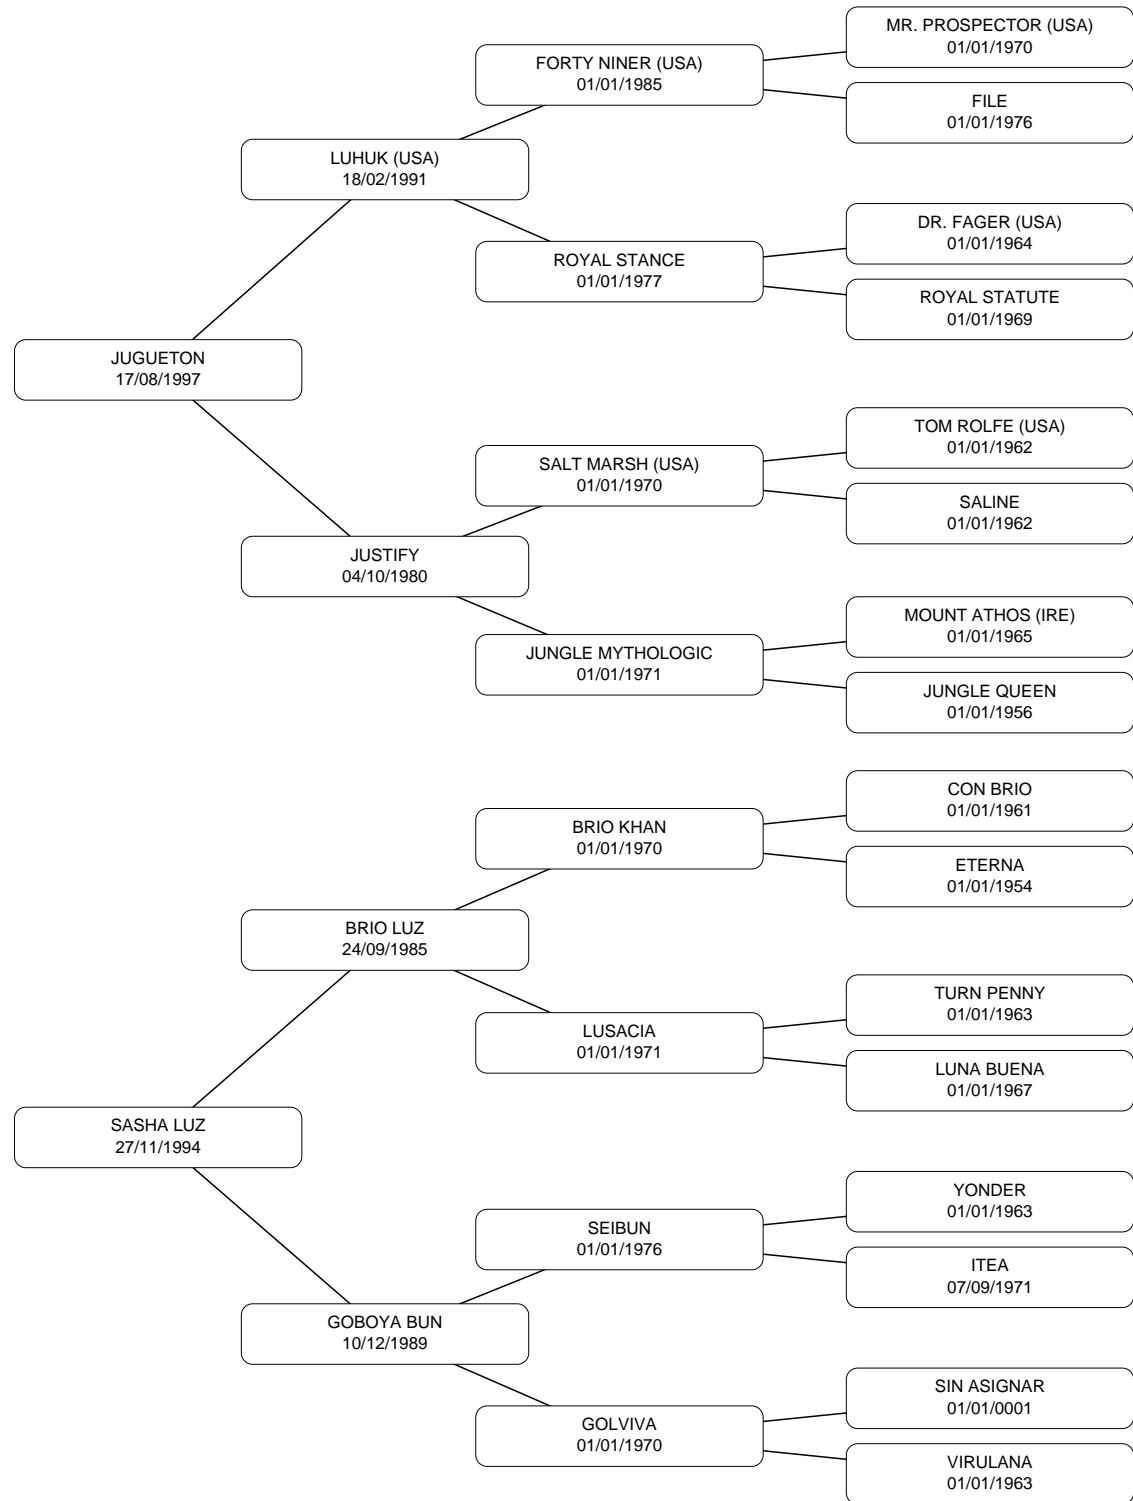 MR. PROSPECTOR (USA)
01/01/1970
FORTY NINER (USA)
01/01/1985
FILE
01/01/1976
LUHUK (USA)
18/02/1991
DR. FAGER (USA)
01/01/1964
ROYAL STANCE
01/01/1977
ROYAL STATUTE
01/01/1969
JUGUETON
17/08/1997
TOM ROLFE (USA)
01/01/1962
SALT MARSH (USA)
01/01/1970
SALINE
01/01/1962
JUSTIFY
04/10/1980
MOUNT ATHOS (IRE)
01/01/1965
JUNGLE MYTHOLOGIC
01/01/1971
JUNGLE QUEEN
01/01/1956
CON BRIO
01/01/1961
BRIO KHAN
01/01/1970
ETERNA
01/01/1954
BRIO LUZ
24/09/1985
TURN PENNY
01/01/1963
LUSACIA
01/01/1971
LUNA BUENA
01/01/1967
SASHA LUZ
27/11/1994
YONDER
01/01/1963
SEIBUN
01/01/1976
ITEA
07/09/1971
GOBOYA BUN
10/12/1989
SIN ASIGNAR
01/01/0001
GOLVIVA
01/01/1970
VIRULANA
01/01/1963